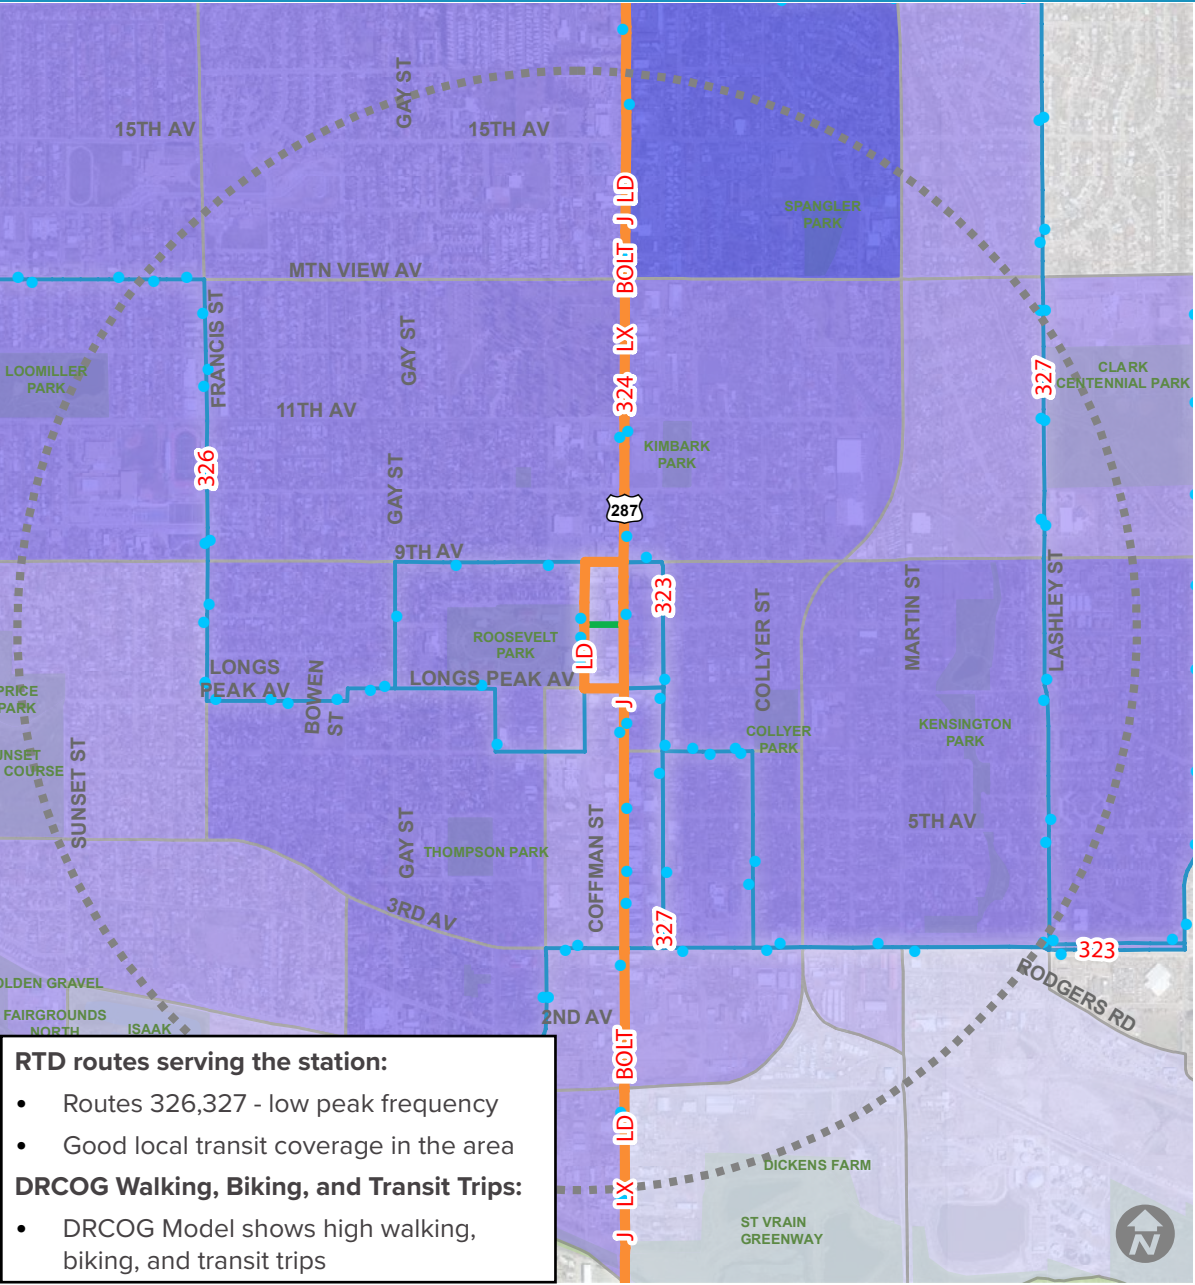 GAY ST
15TH AV
15TH AV
LD
J
SPANGLER
PARK
BOLT
MTN VIEW AV
FRANCIS ST
GAY ST
LX
LOOMILLER
PARK
CLARK
CENTENNIAL PARK
327
324
11TH AV
KIMBARK
PARK
326
GAY ST
287
9TH AV
323
COLLYER ST
MARTIN ST
LASHLEY ST
ROOSEVELT
PARK
LD
LONGS
PEAK AV
BOWEN
ST
LONGS PEAK AV
J
PRICE
PARK
COLLYER
PARK
KENSINGTON
PARK
UNSET
COURSE
SUNSET ST
GAY ST
THOMPSON PARK
COFFMAN ST
5TH AV
3RD AV
327
323
OLDEN GRAVEL
RODGERS RD
FAIRGROUNDS
NORTH
ISAAK
2ND AV
BOLT
LD
LX
J
DICKENS FARM
ST VRAIN
GREENWAY
N
RTD routes serving the station:
• Routes 326,327 - low peak frequency
• Good local transit coverage in the area
DRCOG Walking, Biking, and Transit Trips:
• DRCOG Model shows high walking,
biking, and transit trips